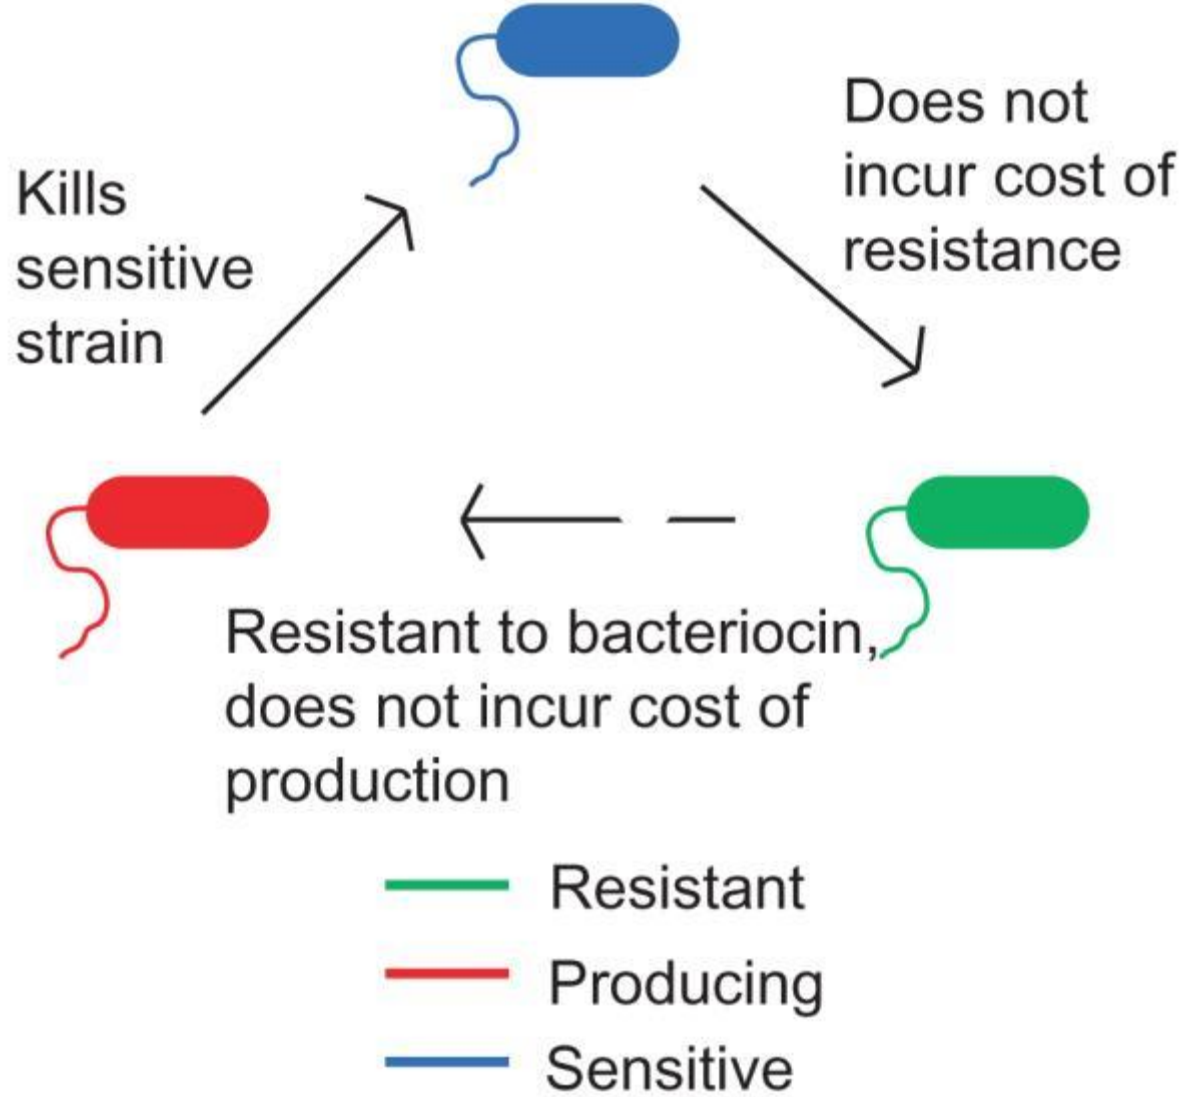 Does not
incur cost of
resistance
Kills
sensitive
strain
Resistant to bacteriocin,
does not incur cost of
production
Resistant
Producing
Sensitive